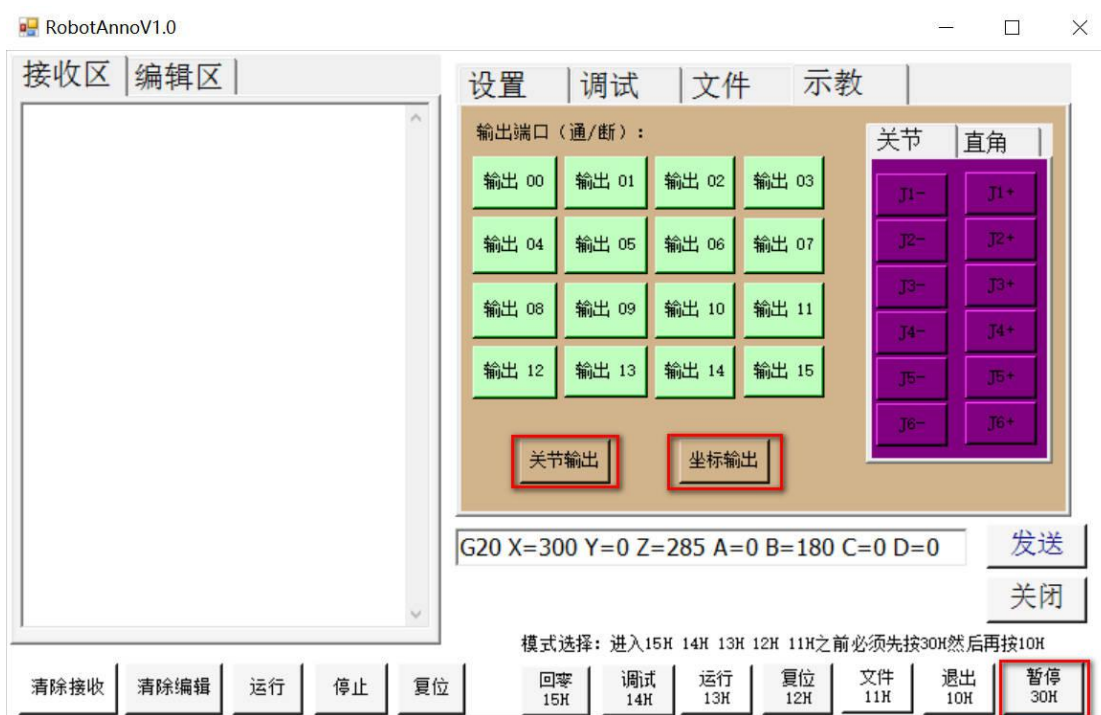 RobotAnnoV1.0
接收区 编辑区
设置 调试 文件 示教
输出端口（通/断）:
关节 直角
输出 00 输出 01 输出 02 输出 03
J1- J1+
输出 04 输出 05 输出 06 输出 07
J2- J2+
J3- J3+
输出 08 输出 09 输出 10 输出 11
J4- J4+
输出 12 输出 13 输出 14 输出 15
J5- J5+
J6- J6+
关节输出 坐标输出
G20 X=300 Y=0 Z=285 A=0 B=180 C=0 D=0 发送
关闭
模式选择: 进入15H 14H 13H 12H 11H之前必须先按30H然后再按10H
清除接收 清除编辑 运行 停止 复位
回零 调试 运行 复位 文件 退出 暂停
15H 14H 13H 12H 11H 10H 30H